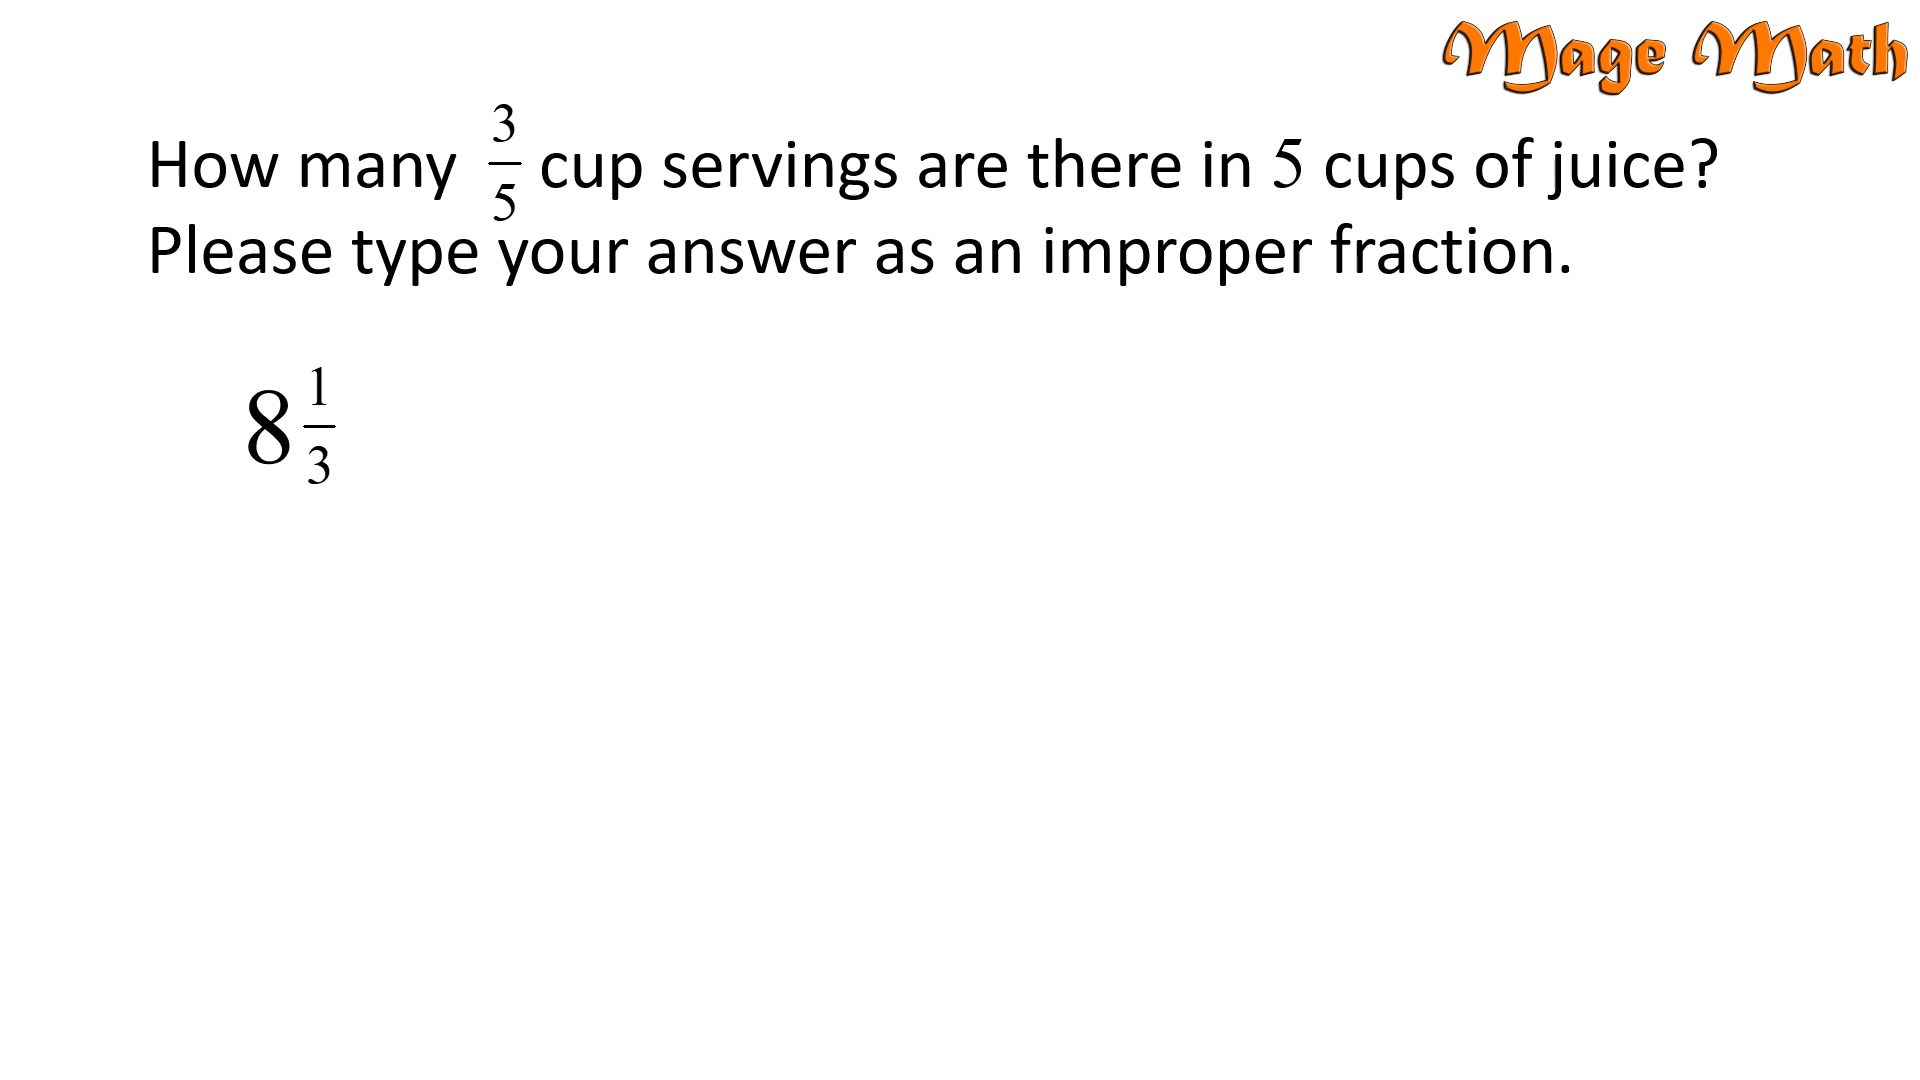 Mage Math
How many 3/5 cup servings are there in 5 cups of juice?
Please type your answer as an improper fraction.
8 1/3